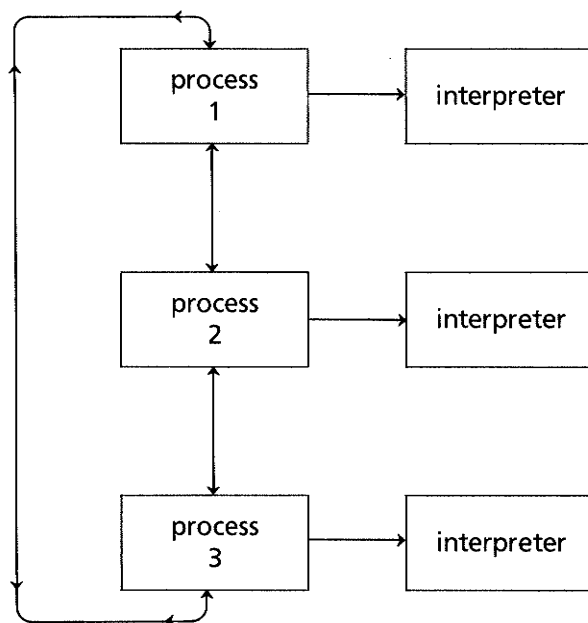 process
1
interpreter
process
2
interpreter
process
3
interpreter